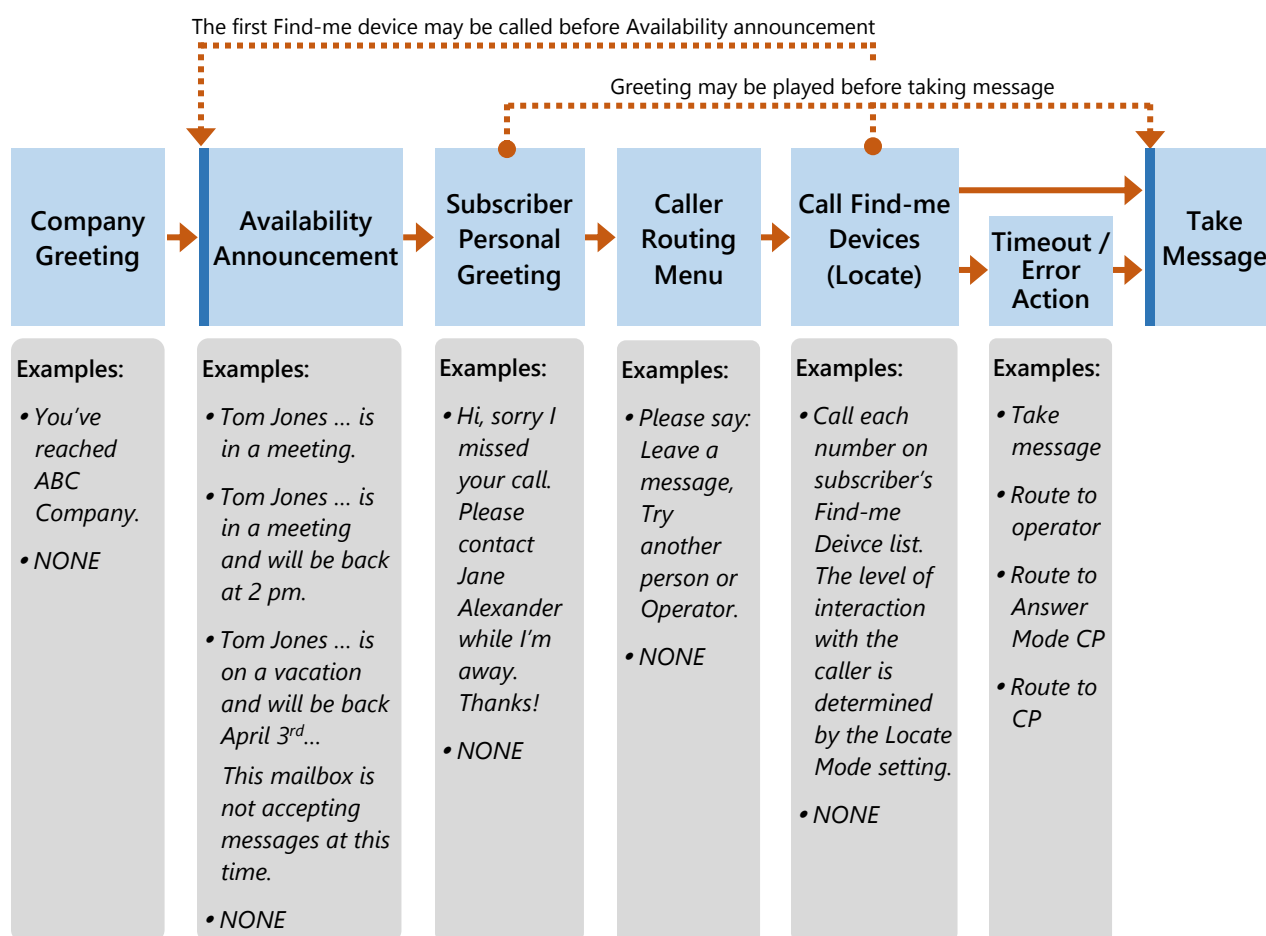 The first Find-me device may be called before Availability announcement
Greeting may be played before taking message
Company
Greeting
Availability
Announcement
Subscriber
Personal
Greeting
Caller
Routing
Menu
Call Find-me
Devices
(Locate)
Timeout /
Error
Action
Take
Message
Examples:
• You've
reached
ABC
Company.
• NONE
Examples:
• Tom Jones ... is
in a meeting.
• Tom Jones ... is
in a meeting
and will be back
at 2 pm.
• Tom Jones ... is
on a vacation
and will be back
April 3rd...
This mailbox is
not accepting
messages at this
time.
• NONE
Examples:
• Hi, sorry I
missed
your call.
Please
contact
Jane
Alexander
while I'm
away.
Thanks!
• NONE
Examples:
• Please say:
Leave a
message,
Try
another
person or
Operator.
• NONE
Examples:
• Call each
number on
subscriber's
Find-me
Deivce list.
The level of
interaction
with the
caller is
determined
by the Locate
Mode setting.
• NONE
Examples:
• Take
message
• Route to
operator
• Route to
Answer
Mode CP
• Route to
CP